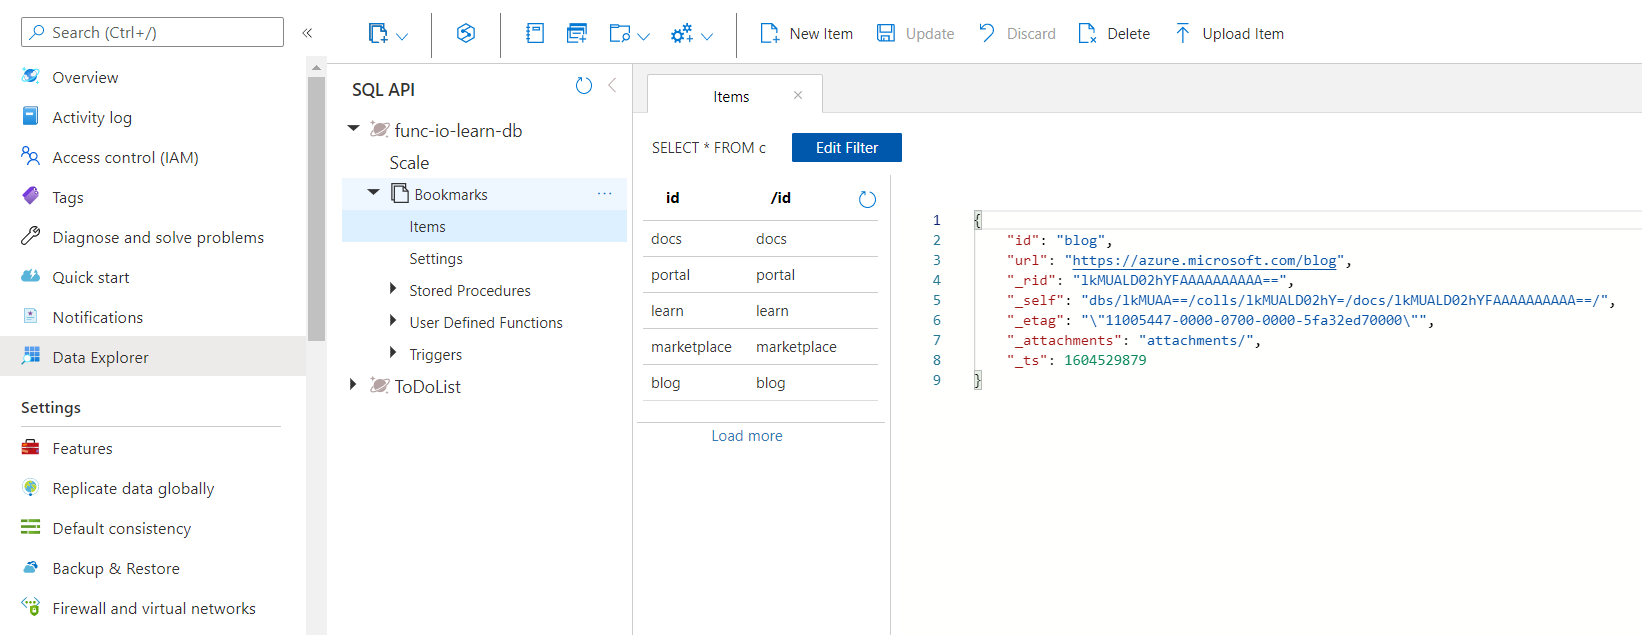 Search (Ctrl+/)
«
Overview
Activity log
Access control (IAM)
Tags
Diagnose and solve problems
Quick start
Notifications
Data Explorer
Settings
Features
Replicate data globally
Default consistency
Backup & Restore
Firewall and virtual networks
New Item
Update
Discard
Delete
Upload Item
SQL API
func-io-learn-db
Scale
Bookmarks
...
Items
Settings
Stored Procedures
User Defined Functions
Triggers
ToDoList
Items
SELECT * FROM c
Edit Filter
id /id
docs docs
portal portal
learn learn
marketplace marketplace
blog blog
Load more
1 {
2 "id": "blog",
3 "url": "https://azure.microsoft.com/blog",
4 "_rid": "lkMUALD02hYFAAAAAAAAAA==",
5 "_self": "dbs/lkMUAA==/colls/lkMUALD02hY=/docs/lkMUALD02hYFAAAAAAAAAA==/",
6 "_etag": "\"11005447-0000-0700-0000-5fa32ed70000\"",
7 "_attachments": "attachments/",
8 "_ts": 1604529879
9 }